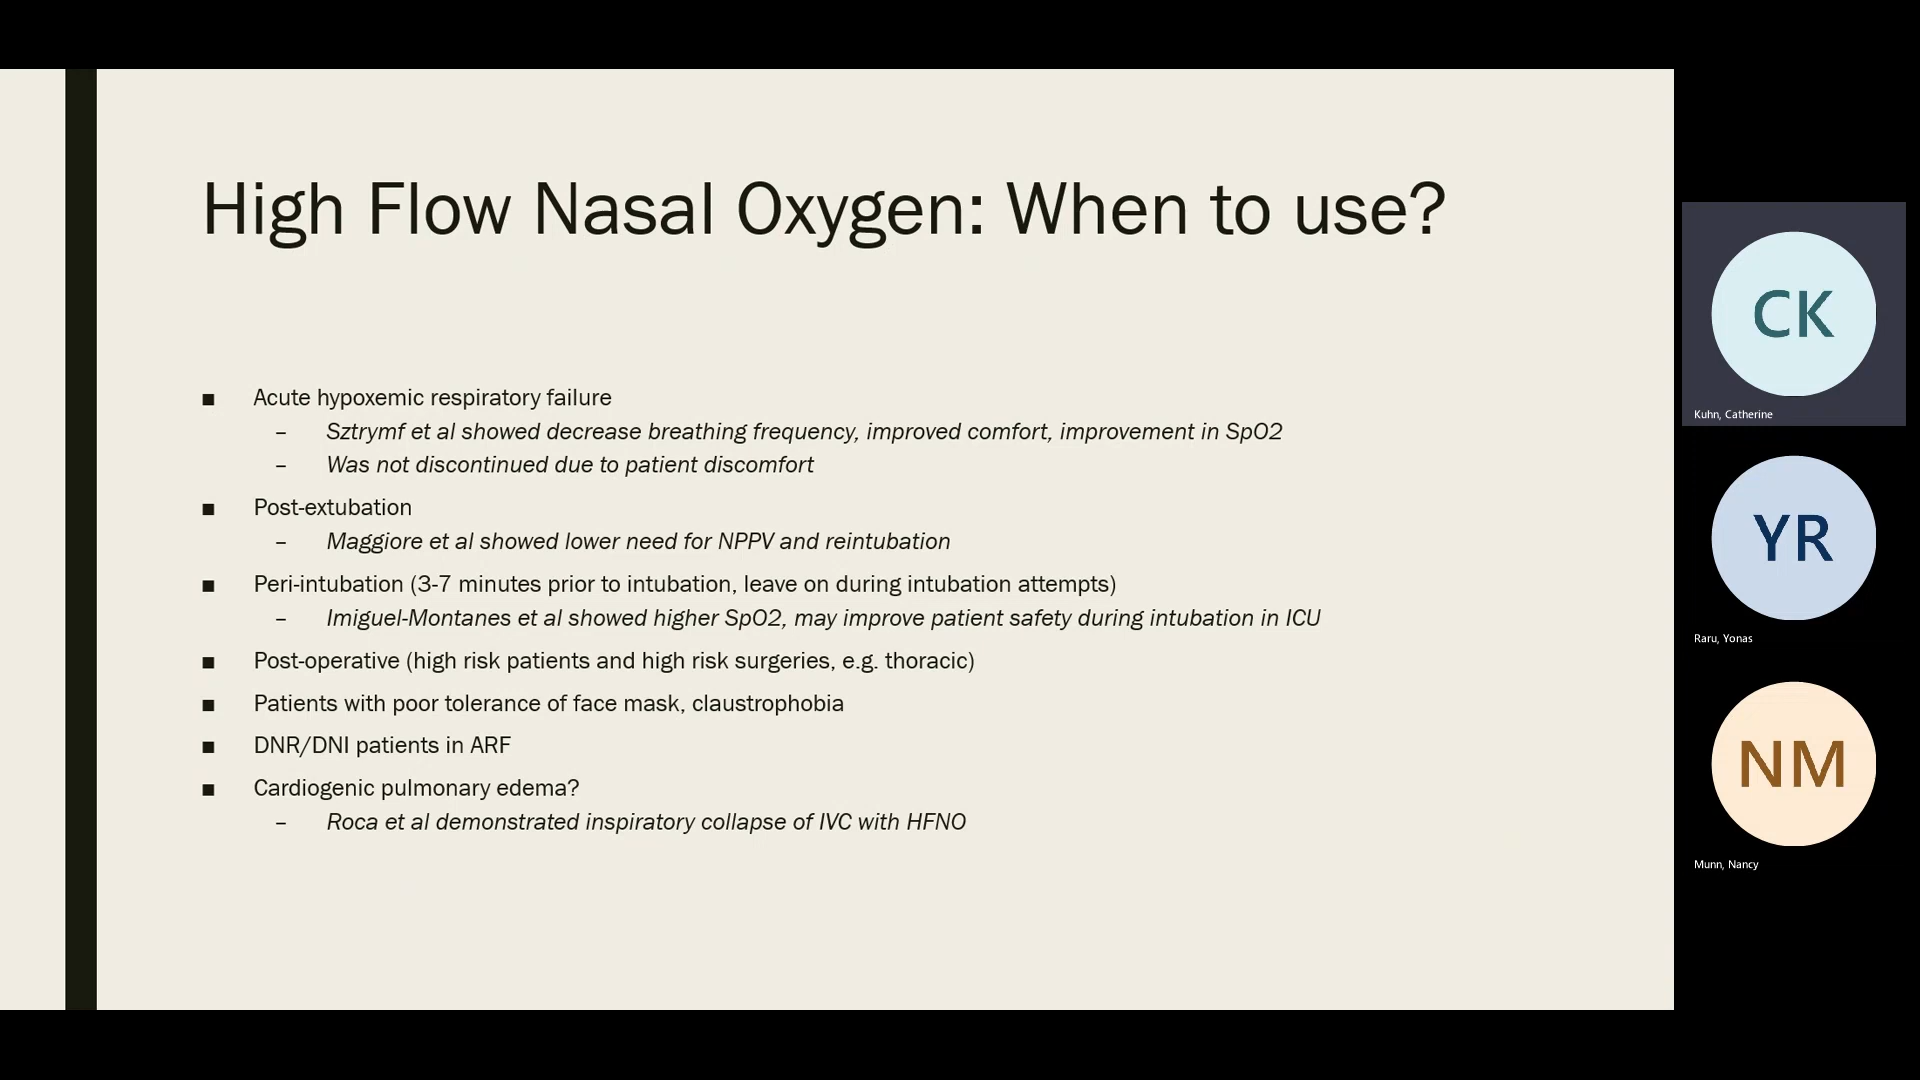 High Flow Nasal Oxygen: When to use?
■ Acute hypoxemic respiratory failure
– Sztrymf et al showed decrease breathing frequency, improved comfort, improvement in SpO2
– Was not discontinued due to patient discomfort
■ Post-extubation
– Maggiore et al showed lower need for NPPV and reintubation
■ Peri-intubation (3-7 minutes prior to intubation, leave on during intubation attempts)
– Imiguel-Montanes et al showed higher SpO2, may improve patient safety during intubation in ICU
■ Post-operative (high risk patients and high risk surgeries, e.g. thoracic)
■ Patients with poor tolerance of face mask, claustrophobia
■ DNR/DNI patients in ARF
■ Cardiogenic pulmonary edema?
– Roca et al demonstrated inspiratory collapse of IVC with HFNO
CK
Kuhn, Catherine
YR
Raru, Yonas
NM
Munn, Nancy